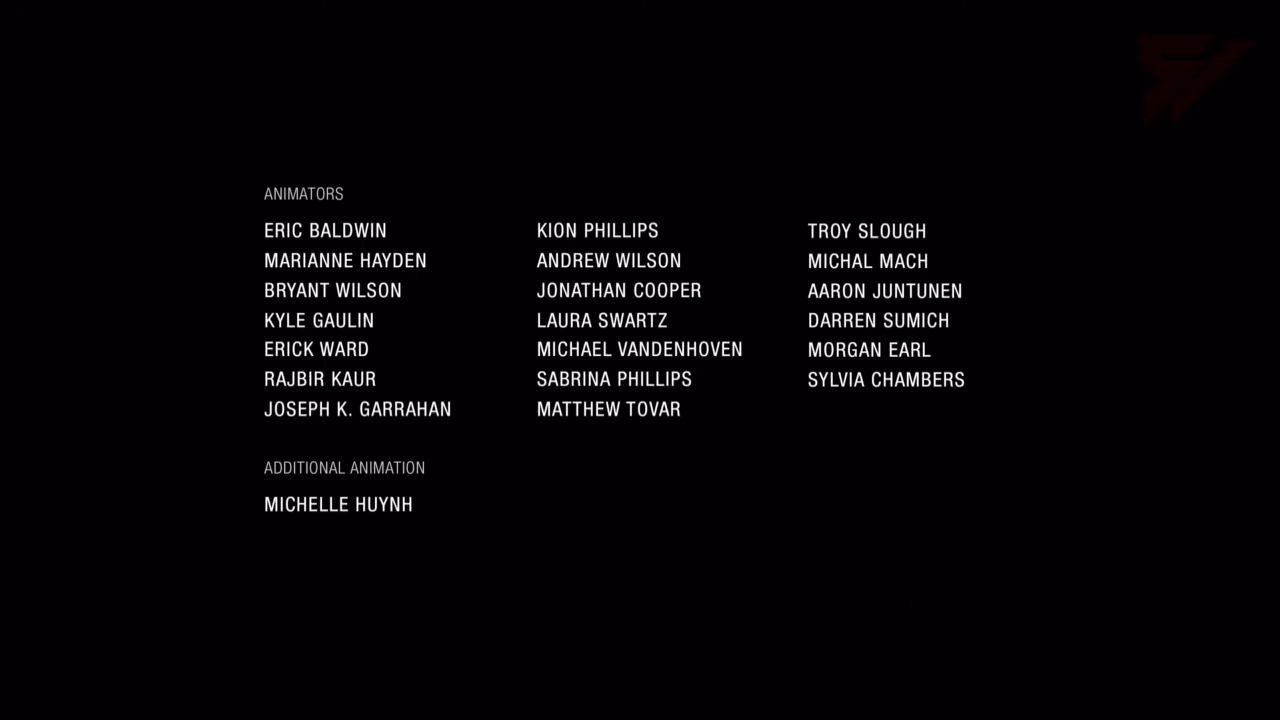 ANIMATORS
ERIC BALDWIN
MARIANNE HAYDEN
BRYANT WILSON
KYLE GAULIN
ERICK WARD
RAJBIR KAUR
JOSEPH K. GARRAHAN
KION PHILLIPS
ANDREW WILSON
JONATHAN COOPER
LAURA SWARTZ
MICHAEL VANDENHOVEN
SABRINA PHILLIPS
MATTHEW TOVAR
TROY SLOUGH
MICHAL MACH
AARON JUNTUNEN
DARREN SUMICH
MORGAN EARL
SYLVIA CHAMBERS
ADDITIONAL ANIMATION
MICHELLE HUYNH